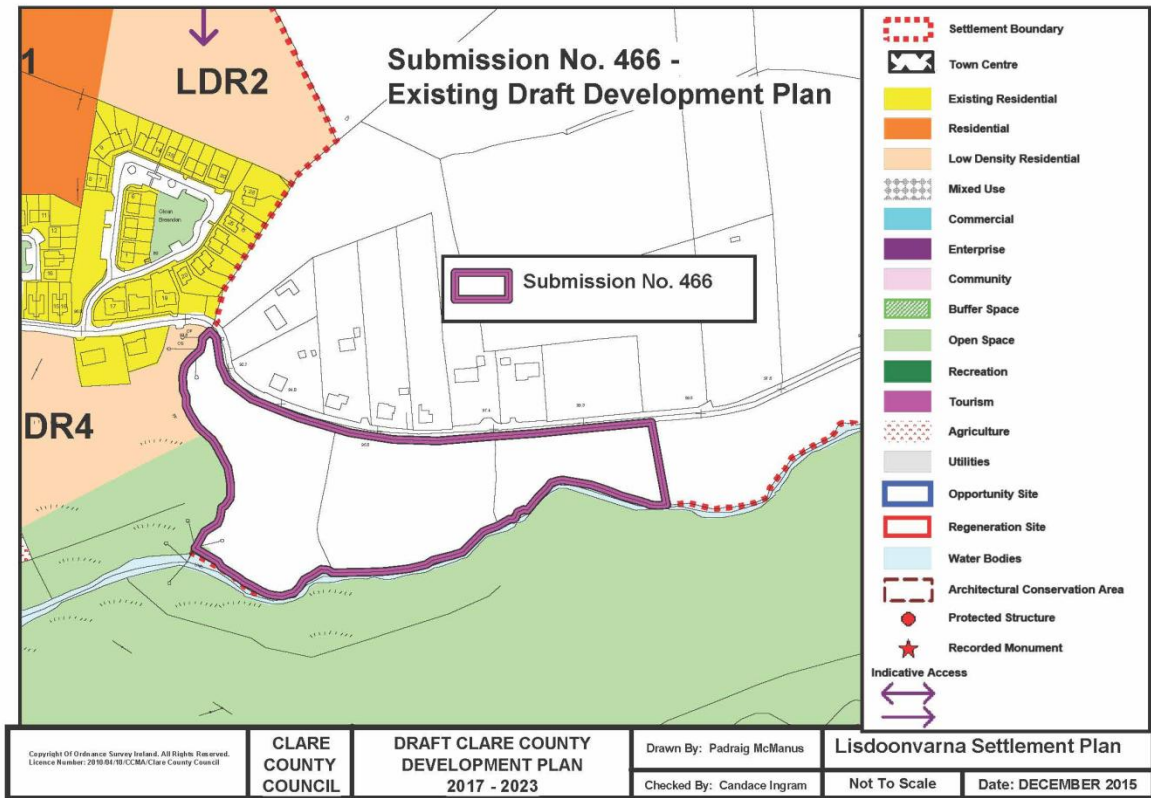 1
LDR2
Submission No. 466 -
Existing Draft Development Plan
Submission No. 466
DR4
Settlement Boundary
Town Centre
Existing Residential
Residential
Low Density Residential
Mixed Use
Commercial
Enterprise
Community
Buffer Space
Open Space
Recreation
Tourism
Agriculture
Utilities
Opportunity Site
Regeneration Site
Water Bodies
Architectural Conservation Area
Protected Structure
Recorded Monument
Indicative Access
Copyright Of Ordnance Survey Ireland. All Rights Reserved.
Licence Number: 2010/04/10/CCMA/Clare County Council
CLARE
COUNTY
COUNCIL
DRAFT CLARE COUNTY
DEVELOPMENT PLAN
2017 - 2023
Drawn By: Padraig McManus
Checked By: Candace Ingram
Lisdoonvarna Settlement Plan
Not To Scale
Date: DECEMBER 2015